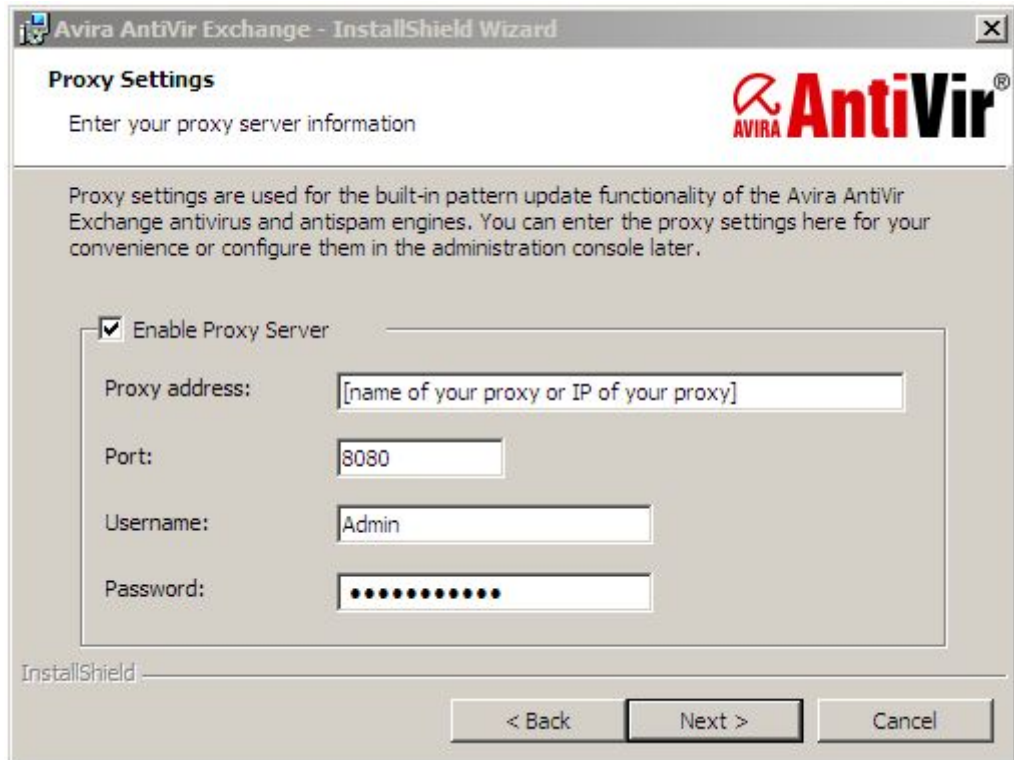 Avira AntiVir Exchange - InstallShield Wizard
Proxy Settings
Enter your proxy server information
AVIRA AntiVir®
Proxy settings are used for the built-in pattern update functionality of the Avira AntiVir
Exchange antivirus and antispam engines. You can enter the proxy settings here for your
convenience or configure them in the administration console later.
Enable Proxy Server
Proxy address: [name of your proxy or IP of your proxy]
Port: 8080
Username: Admin
Password: •••••••••••
InstallShield
< Back Next > Cancel